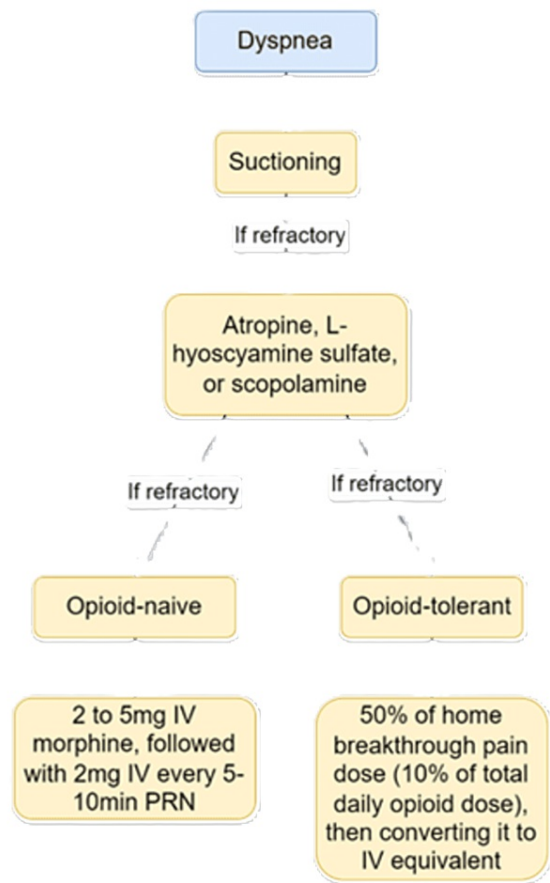 Dyspnea
Suctioning
If refractory
Atropine, L-
hyoscyamine sulfate,
or scopolamine
If refractory
If refractory
Opioid-naive
Opioid-tolerant
2 to 5mg IV
morphine, followed
with 2mg IV every 5-
10min PRN
50% of home
breakthrough pain
dose (10% of total
daily opioid dose),
then converting it to
IV equivalent